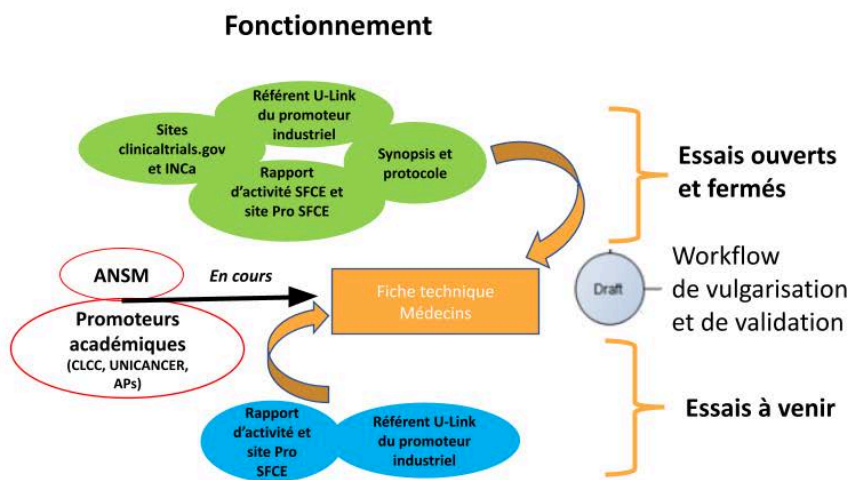 Fonctionnement
Référent U-Link
du promoteur
industriel
Sites
clinicaltrials.gov
et INCa
Synopsis et
protocole
Rapport
d’activité SFCE et
site Pro SFCE
Essais ouverts
et fermés
ANSM
En cours
Promoteurs
académiques
(CLCC, UNICANCER,
APs)
Fiche technique
Médecins
Draft
Workflow
de vulgarisation
et de validation
Rapport
d’activité et
site Pro
SFCE
Référent U-Link
du promoteur
industriel
Essais à venir